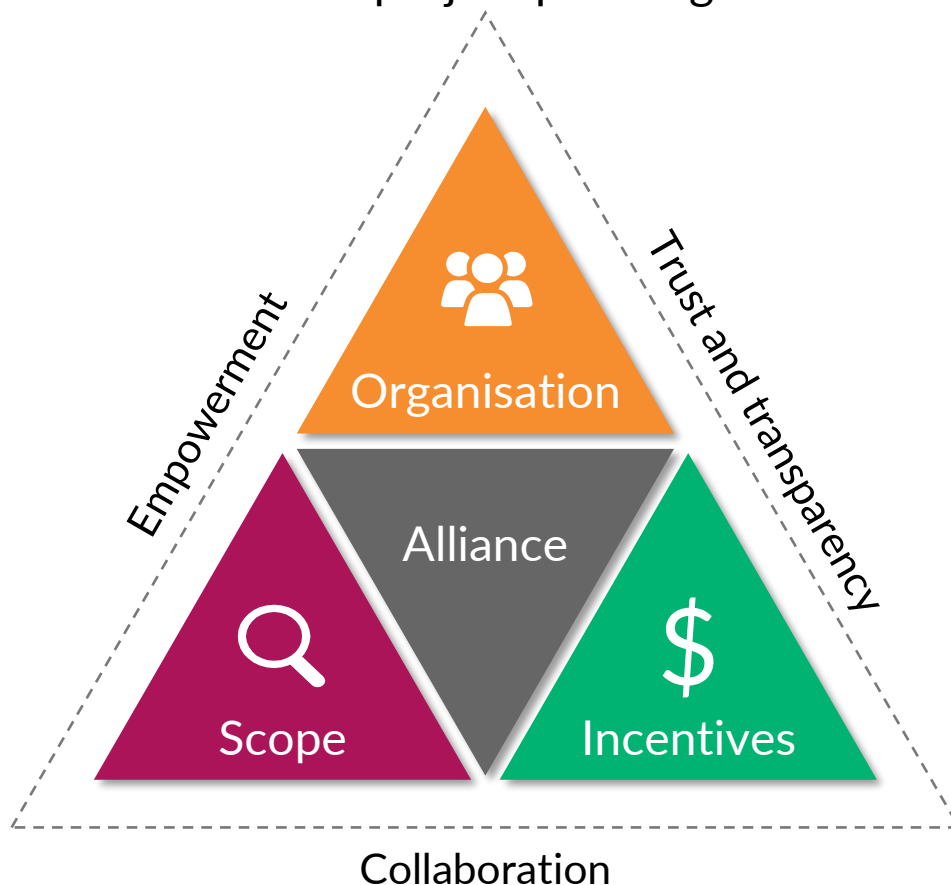 Empowerment
Trust and transparency
Organisation
Alliance
$
Scope
Incentives
Collaboration